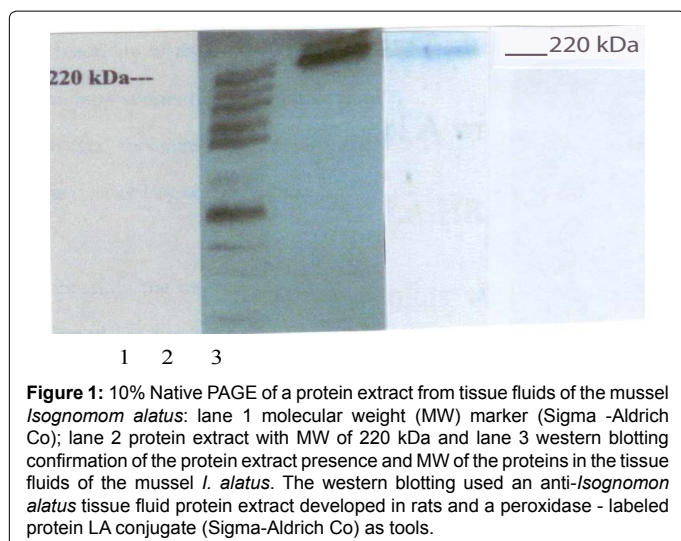 220 kDa---
___220 kDa
1 2 3
Figure 1: 10% Native PAGE of a protein extract from tissue fluids of the mussel
Isognomom alatus: lane 1 molecular weight (MW) marker (Sigma -Aldrich
Co); lane 2 protein extract with MW of 220 kDa and lane 3 western blotting
confirmation of the protein extract presence and MW of the proteins in the tissue
fluids of the mussel I. alatus. The western blotting used an anti-Isognomon
alatus tissue fluid protein extract developed in rats and a peroxidase - labeled
protein LA conjugate (Sigma-Aldrich Co) as tools.